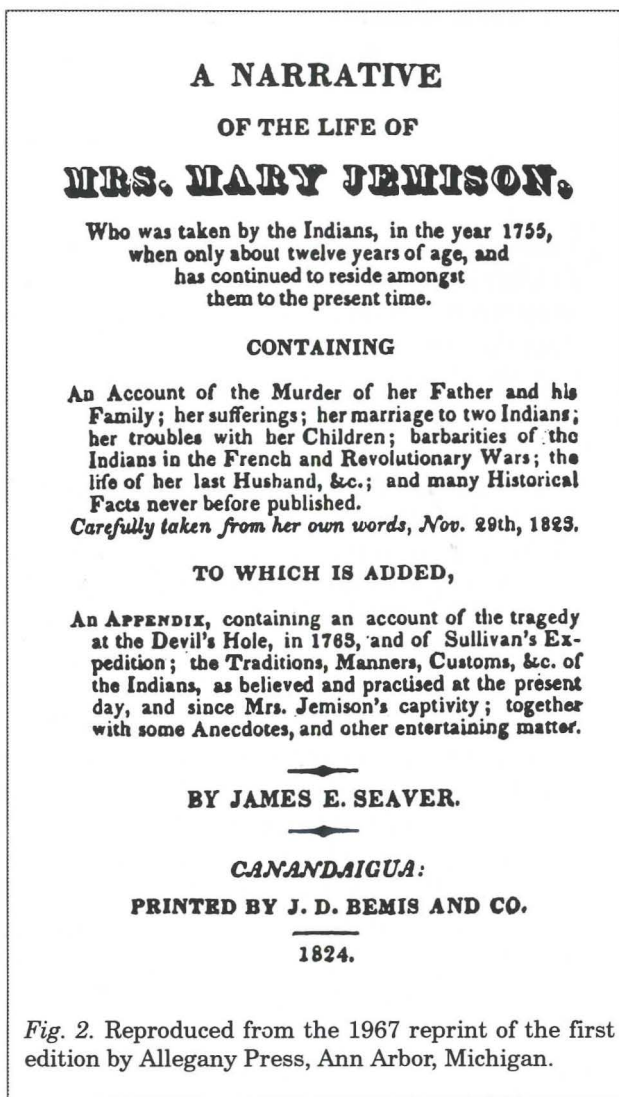 A NARRATIVE
OF THE LIFE OF
MRS. MARY JEMISON.
Who was taken by the Indians, in the year 1755,
when only about twelve years of age, and
has continued to reside amongst
them to the present time.
CONTAINING
An Account of the Murder of her Father and his
Family; her sufferings; her marriage to two Indians;
her troubles with her Children; barbarities of the
Indians in the French and Revolutionary Wars; the
life of her last Husband, &c.; and many Historical
Facts never before published.
Carefully taken from her own words, Nov. 29th, 1823.
TO WHICH IS ADDED,
An APPENDIX, containing an account of the tragedy
at the Devil's Hole, in 1763, and of Sullivan's Ex-
pedition; the Traditions, Manners, Customs, &c. of
the Indians, as believed and practised at the present
day, and since Mrs. Jemison's captivity; together
with some Anecdotes, and other entertaining matter.
BY JAMES E. SEAVER.
CANANDAIGUA:
PRINTED BY J. D. BEMIS AND CO.
1824.
Fig. 2. Reproduced from the 1967 reprint of the first
edition by Allegany Press, Ann Arbor, Michigan.